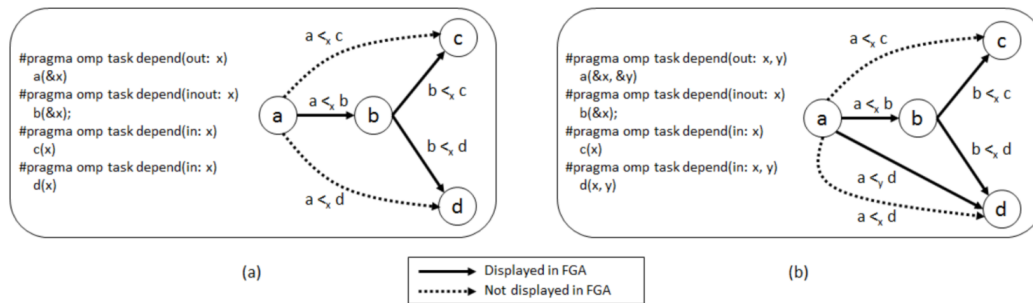 #pragma omp task depend(out: x)
a(&x)
#pragma omp task depend(inout: x)
b(&x);
#pragma omp task depend(in: x)
c(x)
#pragma omp task depend(in: x)
d(x)
a <x c
c
a
a <x b
b
b <x c
b <x d
a <x d
d
(a)
#pragma omp task depend(out: x, y)
a(&x, &y)
#pragma omp task depend(inout: x)
b(&x);
#pragma omp task depend(in: x)
c(x)
#pragma omp task depend(in: x, y)
d(x, y)
a <x c
c
a
a <x b
b
b <x c
b <x d
a <y d
a <x d
d
(b)
Displayed in FGA
Not displayed in FGA